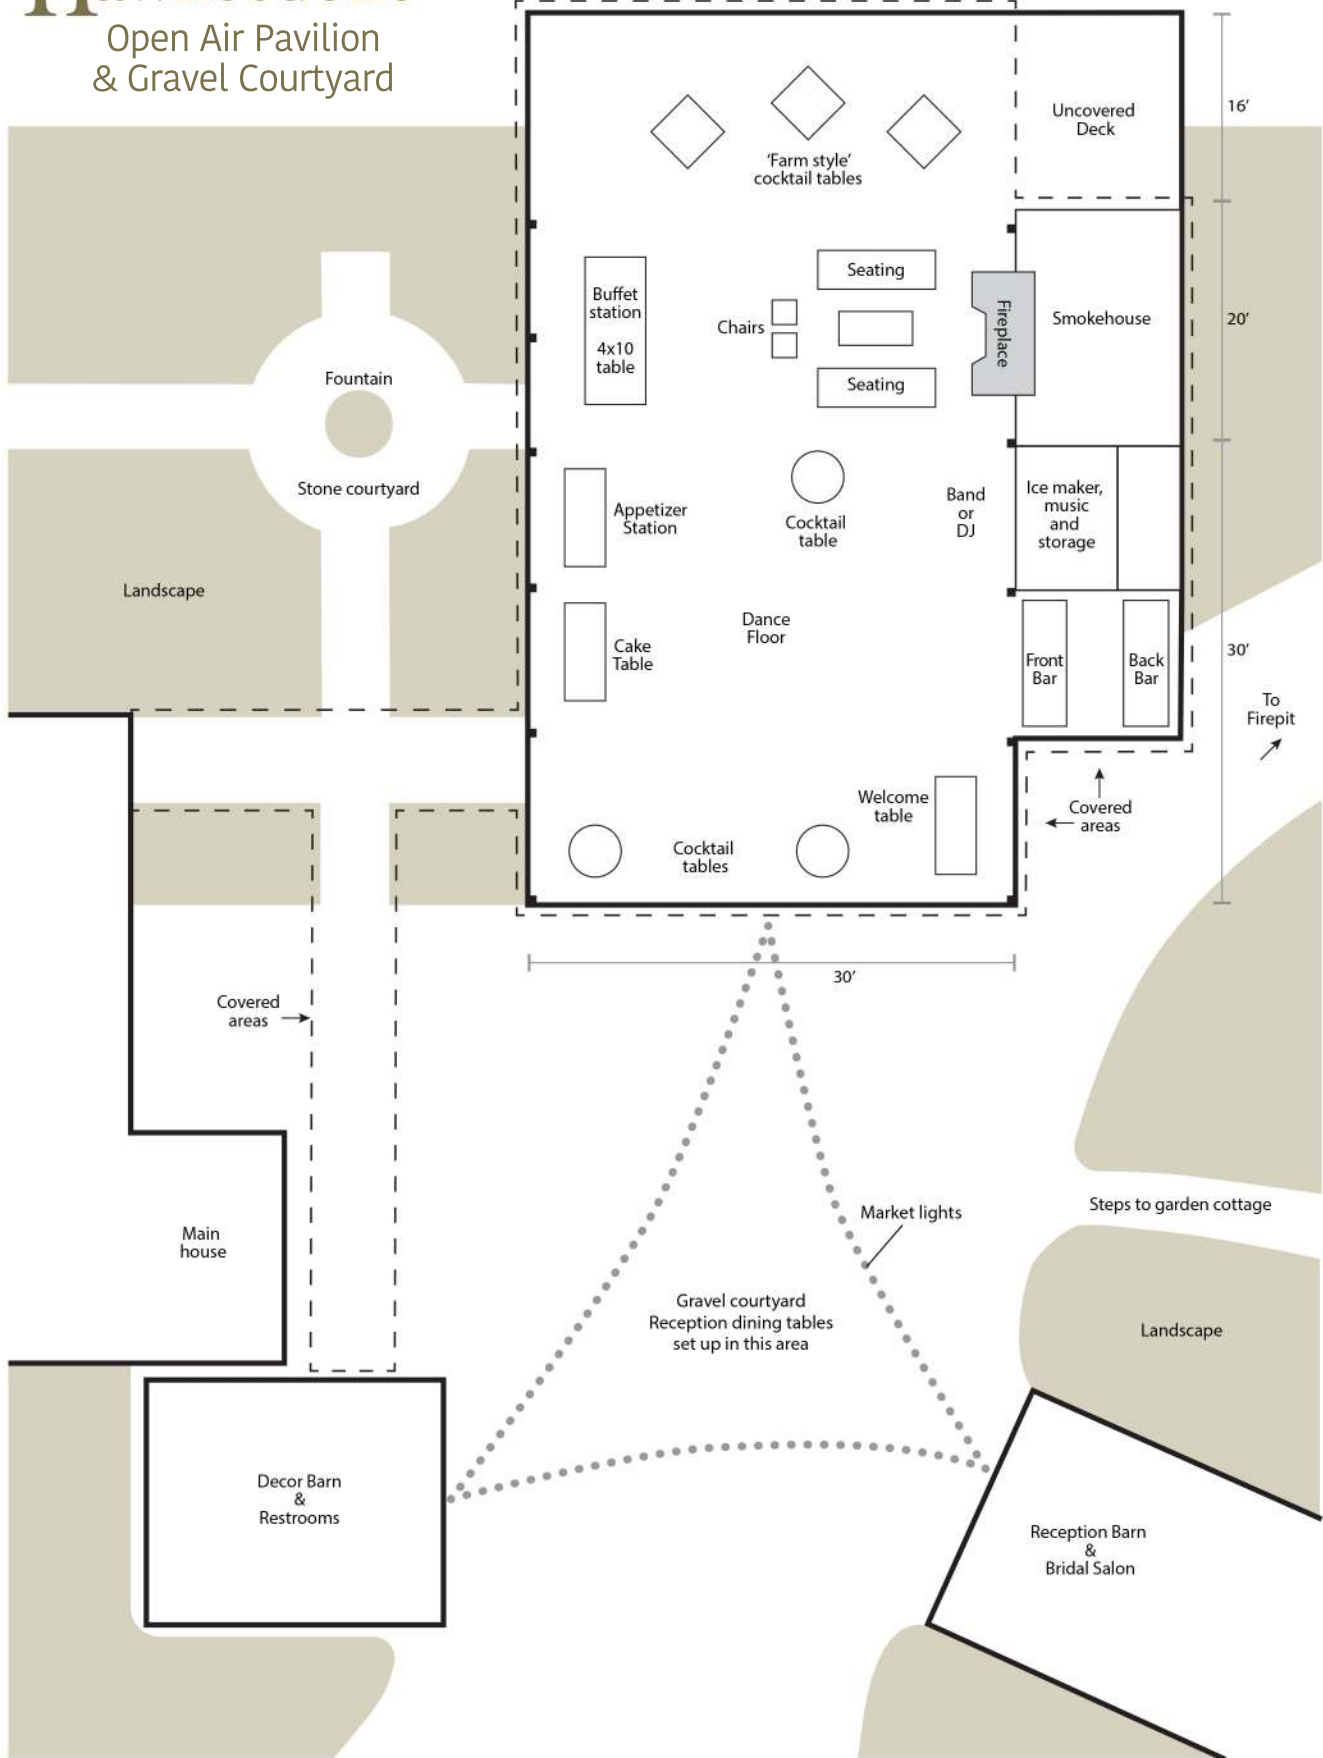 Open Air Pavilion
& Gravel Courtyard
16′
Uncovered
Deck
'Farm style'
cocktail tables
Seating
Buffet
station
4x10
table
Chairs
Fireplace
Smokehouse
20′
Seating
Fountain
Stone courtyard
Appetizer
Station
Cocktail
table
Band
or
DJ
Ice maker,
music
and
storage
Landscape
Dance
Floor
Cake
Table
Front
Bar
Back
Bar
30′
To
Firepit
Welcome
table
Covered
areas
Cocktail
tables
30′
Covered
areas
Steps to garden cottage
Market lights
Main
house
Gravel courtyard
Reception dining tables
set up in this area
Landscape
Decor Barn
&
Restrooms
Reception Barn
&
Bridal Salon